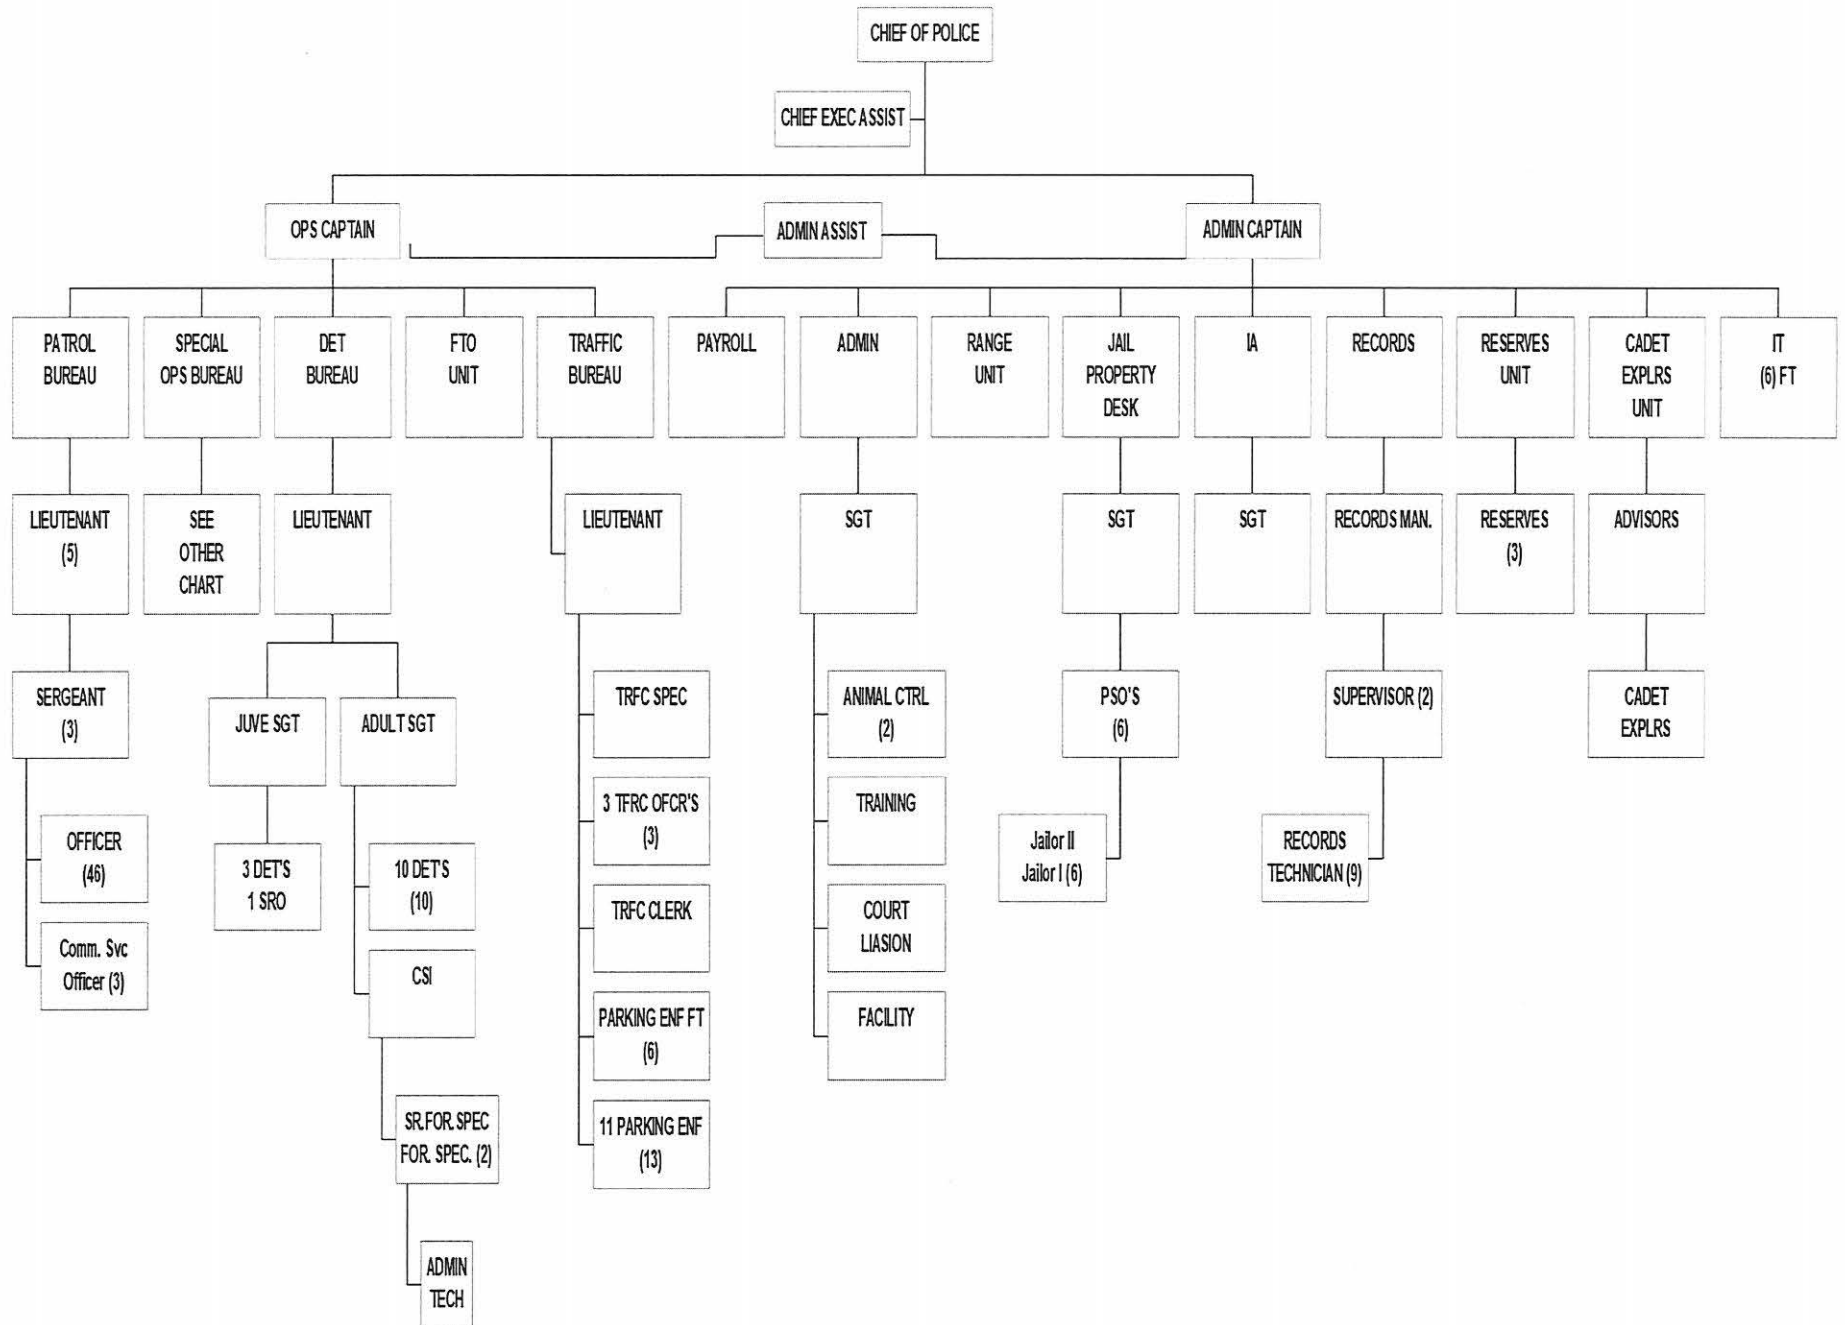 CHIEF OF POLICE
CHIEF EXEC ASSIST
OPS CAPTAIN
ADMIN ASSIST
ADMIN CAPTAIN
PATROL
BUREAU
SPECIAL
OPS BUREAU
DET
BUREAU
FTO
UNIT
TRAFFIC
BUREAU
PAYROLL
ADMIN
RANGE
UNIT
JAIL
PROPERTY
DESK
IA
RECORDS
RESERVES
UNIT
CADET
EXPLRS
UNIT
IT
(6) FT
LIEUTENANT
(5)
SEE
OTHER
CHART
LIEUTENANT
LIEUTENANT
SGT
SGT
SGT
RECORDS MAN.
RESERVES
(3)
ADVISORS
SERGEANT
(3)
JUVE SGT
ADULT SGT
TRFC SPEC
ANIMAL CTRL
(2)
PSO'S
(6)
SUPERVISOR (2)
CADET
EXPLRS
OFFICER
(46)
3 DET'S
1 SRO
10 DET'S
(10)
3 TFRC OFCR'S
(3)
TRAINING
Jailor II
Jailor I (6)
RECORDS
TECHNICIAN (9)
Comm. Svc
Officer (3)
CSI
TRFC CLERK
COURT
LIASION
PARKING ENF FT
(6)
FACILITY
SR.FOR.SPEC
FOR. SPEC. (2)
11 PARKING ENF
(13)
ADMIN
TECH